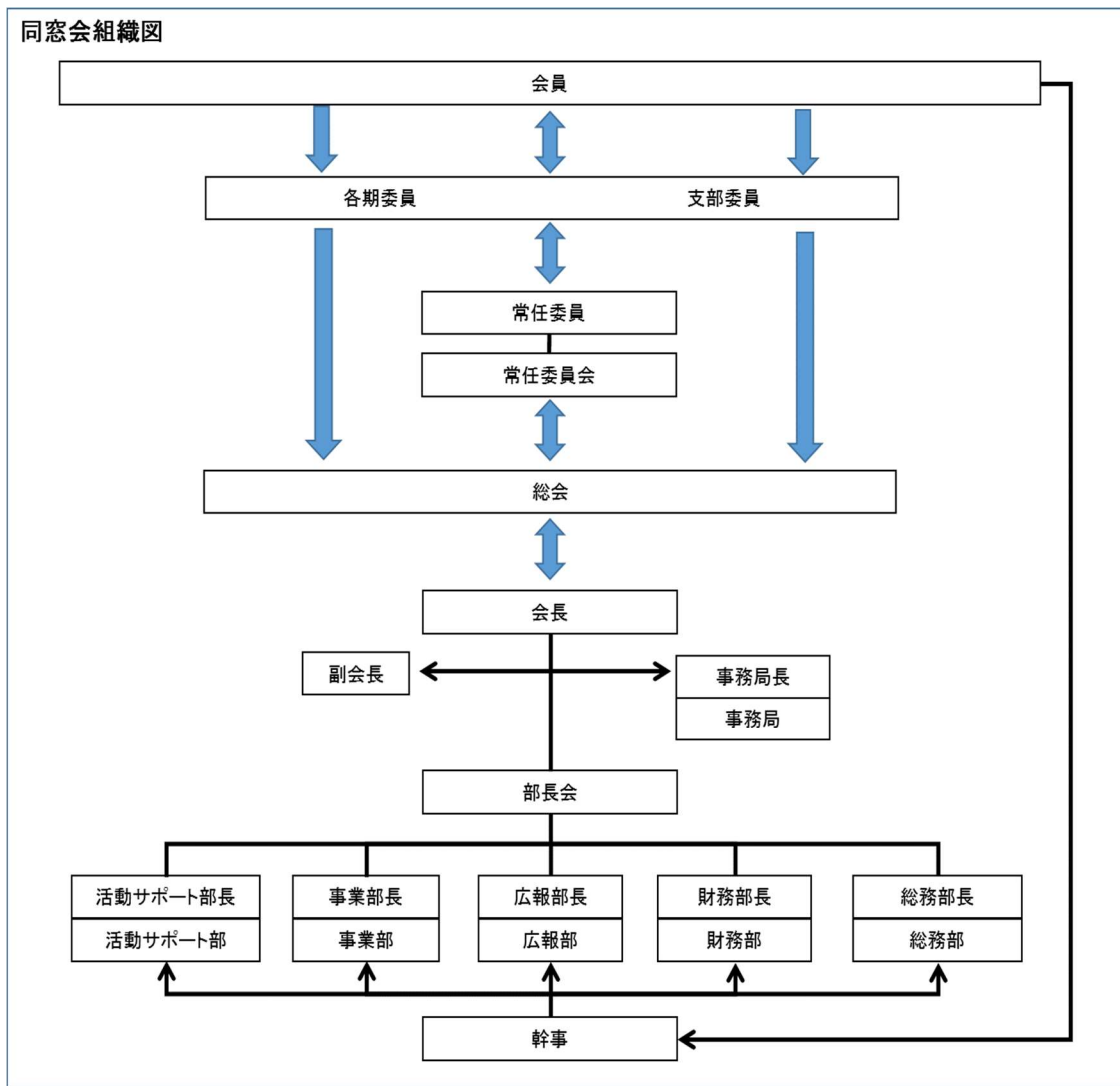 同窓会組織図
会員
各期委員 支部委員
常任委員
常任委員会
総会
会長
副会長
事務局長
事務局
部長会
活動サポート部長 事業部長 広報部長 財務部長 総務部長
活動サポート部 事業部 広報部 財務部 総務部
幹事